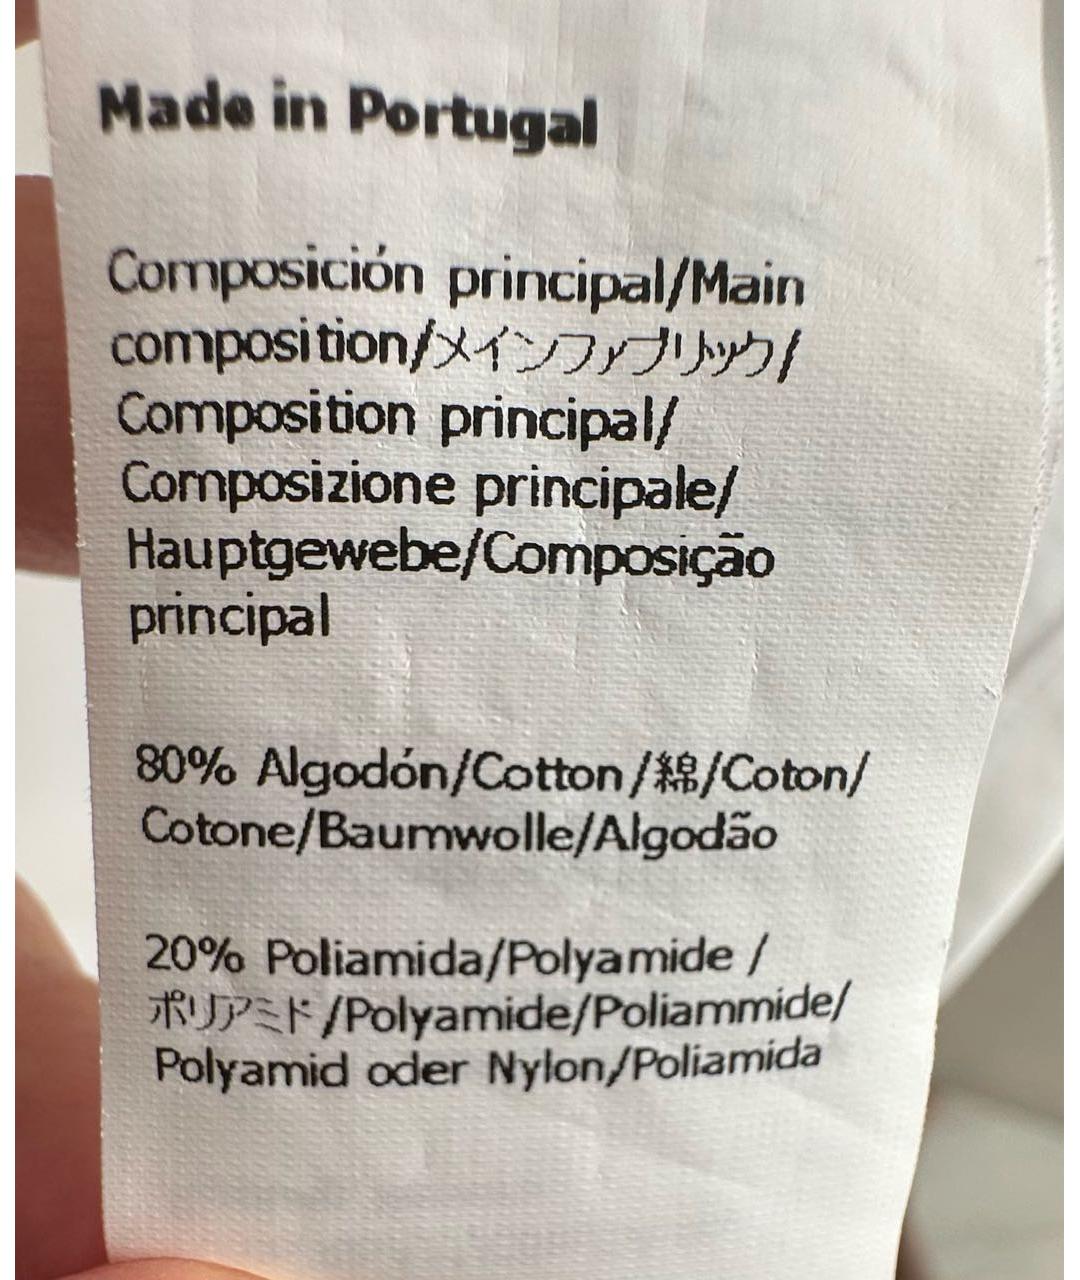 Made in Portugal
Composición principal/Main
composition/メインファブリック/
Composition principal/
Composizione principale/
Hauptgewebe/Composição
principal
80% Algodón/Cotton/綿/Coton/
Cotone/Baumwolle/Algodão
20% Poliamida/Polyamide /
ポリアミド/Polyamide/Poliammide/
Polyamid oder Nylon/Poliamida